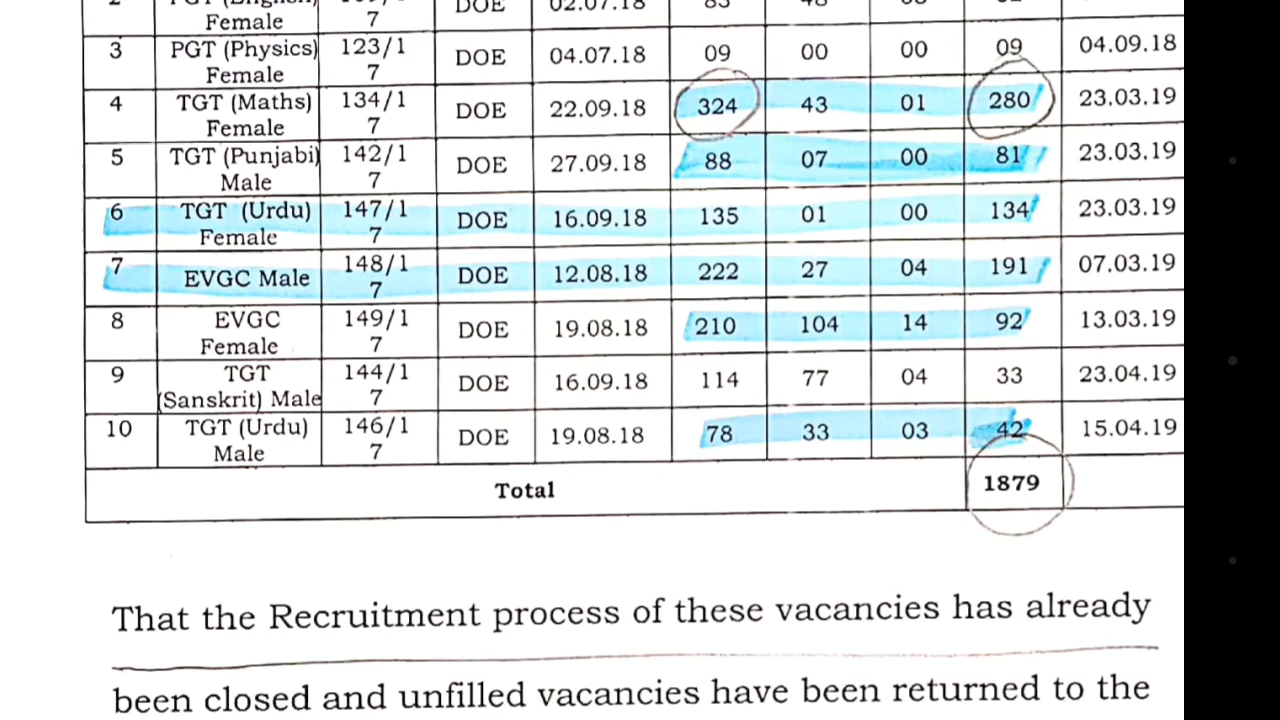 Female 7 DOE 02.07.18
3 PGT (Physics) 123/1 DOE 04.07.18 09 00 00 09 04.09.18
Female 7
4 TGT (Maths) 134/1 DOE 22.09.18 324 43 01 280 23.03.19
Female 7
5 TGT (Punjabi) 142/1 DOE 27.09.18 88 07 00 81 23.03.19
Male 7
6 TGT (Urdu) 147/1 DOE 16.09.18 135 01 00 134 23.03.19
Female 7
7 EVGC Male 148/1 DOE 12.08.18 222 27 04 191 07.03.19
7
8 EVGC 149/1 DOE 19.08.18 210 104 14 92 13.03.19
Female 7
9 TGT 144/1 DOE 16.09.18 114 77 04 33 23.04.19
(Sanskrit) Male 7
10 TGT (Urdu) 146/1 DOE 19.08.18 78 33 03 42 15.04.19
Male 7
Total 1879
That the Recruitment process of these vacancies has already
been closed and unfilled vacancies have been returned to the